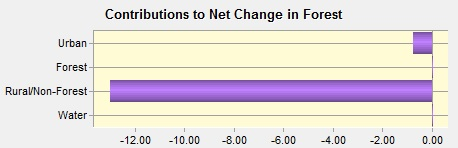 Contributions to Net Change in Forest
Urban
Forest
Rural/Non-Forest
Water
-12.00 -10.00 -8.00 -6.00 -4.00 -2.00 0.00